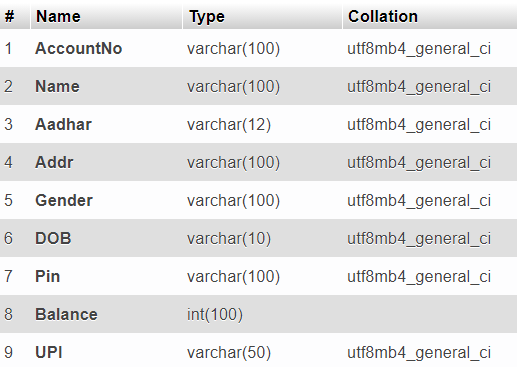 # Name Type Collation
1 AccountNo varchar(100) utf8mb4_general_ci
2 Name varchar(100) utf8mb4_general_ci
3 Aadhar varchar(12) utf8mb4_general_ci
4 Addr varchar(100) utf8mb4_general_ci
5 Gender varchar(100) utf8mb4_general_ci
6 DOB varchar(10) utf8mb4_general_ci
7 Pin varchar(100) utf8mb4_general_ci
8 Balance int(100)
9 UPI varchar(50) utf8mb4_general_ci